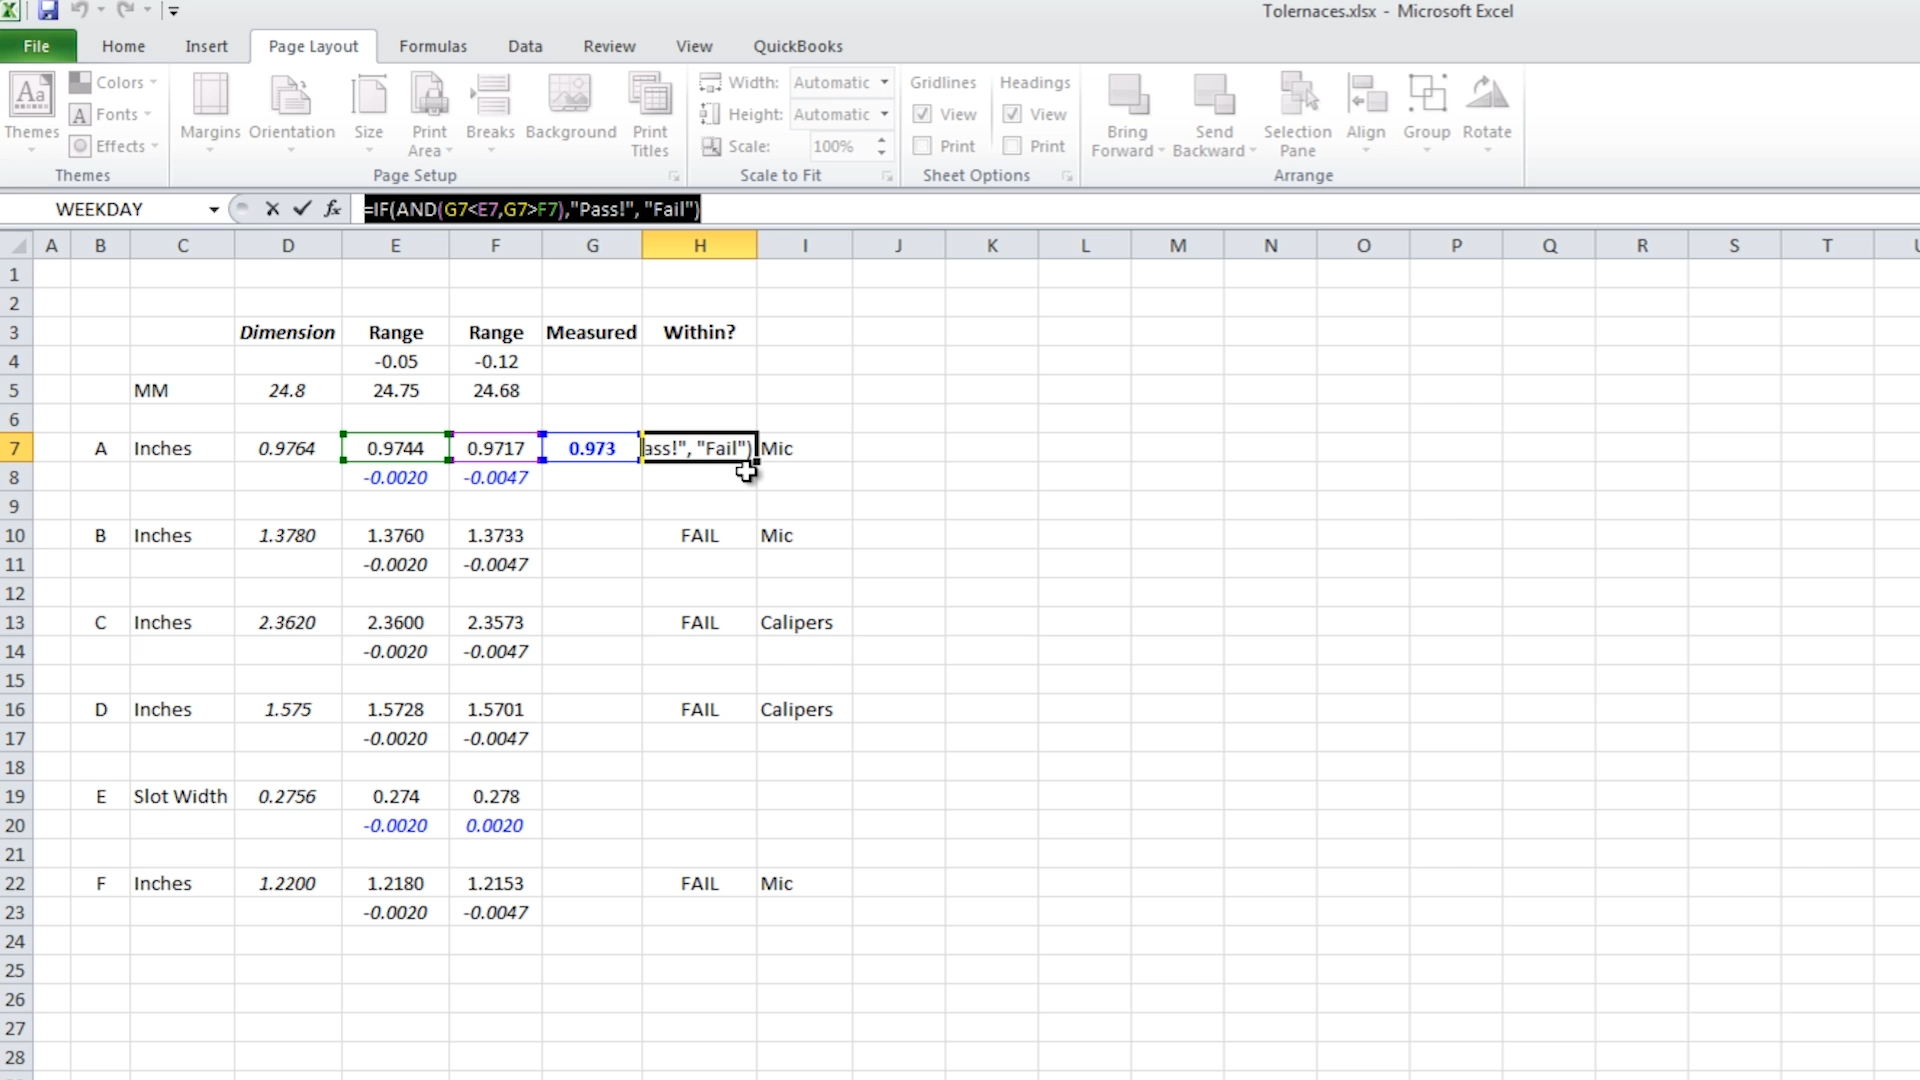 Tolernaces.xlsx - Microsoft Excel
File Home Insert Page Layout Formulas Data Review View QuickBooks
Themes Colors Fonts Effects Margins Orientation Size Print Area Breaks Background Print Titles Width: Automatic Height: Automatic Scale: 100% Gridlines View Print Headings View Print Bring Forward Send Backward Selection Pane Align Group Rotate
Themes Page Setup Scale to Fit Sheet Options Arrange
WEEKDAY fx =IF(AND(G7<E7,G7>F7),"Pass!", "Fail")
A B C D E F G H I J K L M N O P Q R S T U
1
2
3 Dimension Range Range Measured Within?
4 -0.05 -0.12
5 MM 24.8 24.75 24.68
6
7 A Inches 0.9764 0.9744 0.9717 0.973 ass!", "Fail") Mic
8 -0.0020 -0.0047
9
10 B Inches 1.3780 1.3760 1.3733 FAIL Mic
11 -0.0020 -0.0047
12
13 C Inches 2.3620 2.3600 2.3573 FAIL Calipers
14 -0.0020 -0.0047
15
16 D Inches 1.575 1.5728 1.5701 FAIL Calipers
17 -0.0020 -0.0047
18
19 E Slot Width 0.2756 0.274 0.278
20 -0.0020 0.0020
21
22 F Inches 1.2200 1.2180 1.2153 FAIL Mic
23 -0.0020 -0.0047
24
25
26
27
28